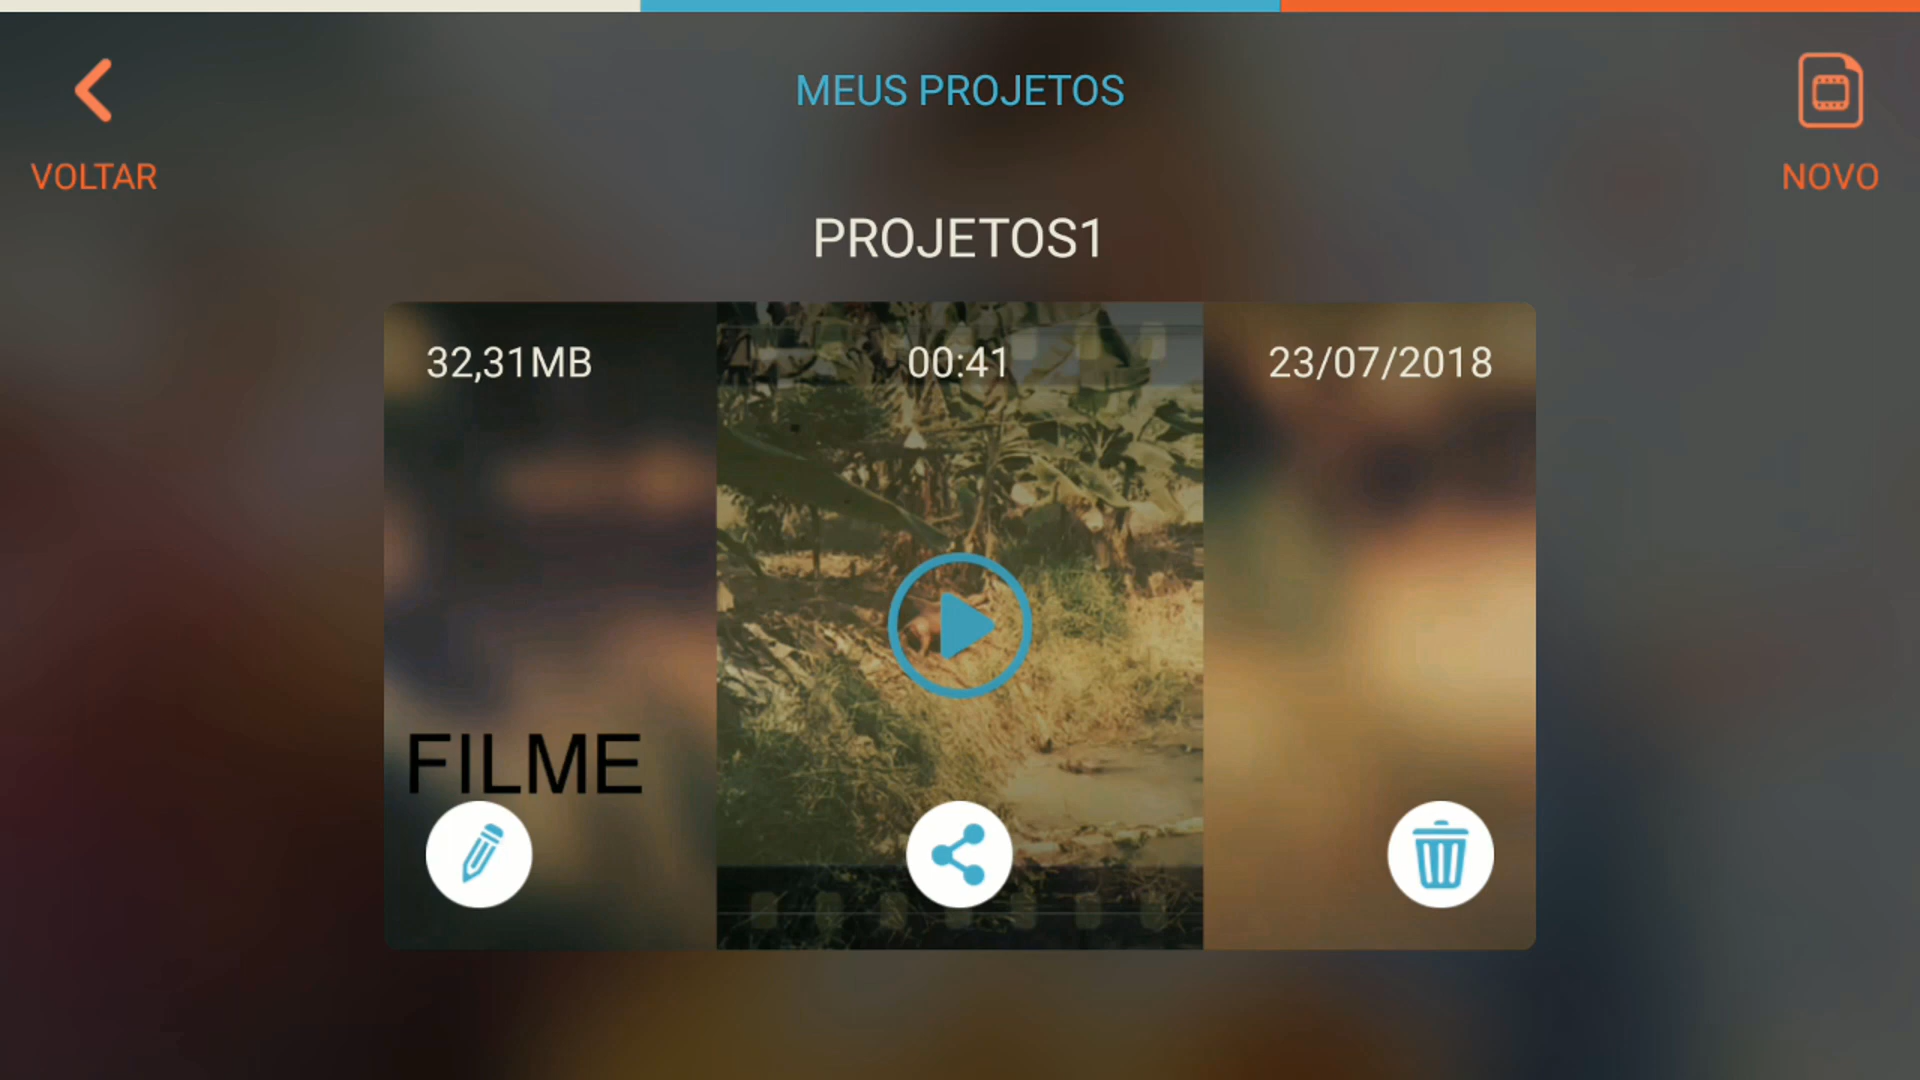 MEUS PROJETOS
VOLTAR
NOVO
PROJETOS1
32,31MB
00:41
23/07/2018
FILME